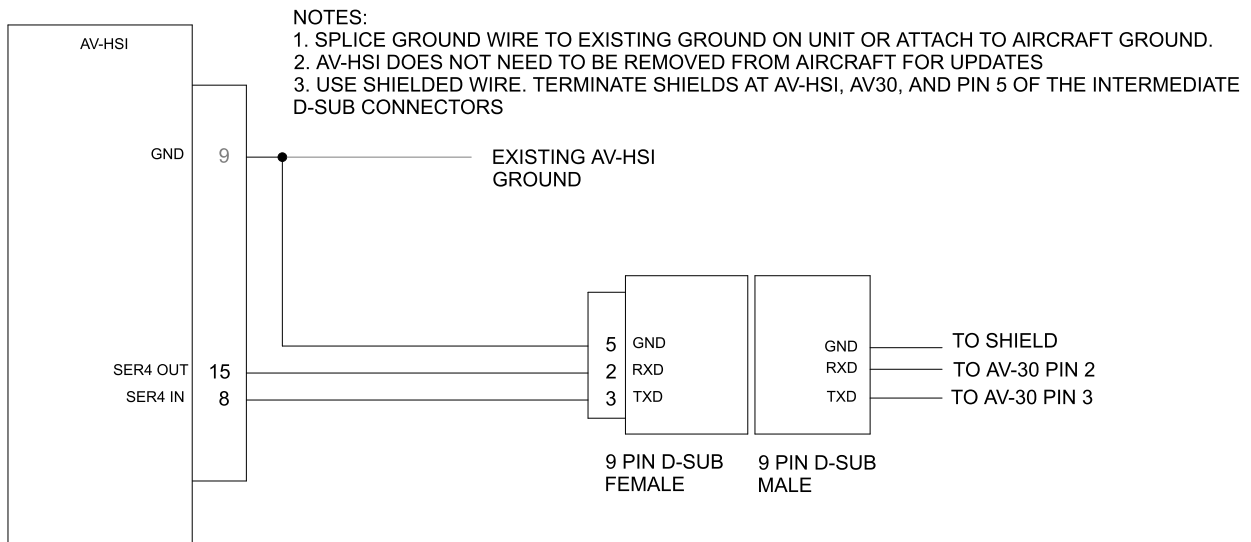 NOTES:
1. SPLICE GROUND WIRE TO EXISTING GROUND ON UNIT OR ATTACH TO AIRCRAFT GROUND.
2. AV-HSI DOES NOT NEED TO BE REMOVED FROM AIRCRAFT FOR UPDATES
3. USE SHIELDED WIRE. TERMINATE SHIELDS AT AV-HSI, AV30, AND PIN 5 OF THE INTERMEDIATE
D-SUB CONNECTORS
AV-HSI
GND 9
EXISTING AV-HSI
GROUND
SER4 OUT 15
SER4 IN 8
5 GND
2 RXD
3 TXD
GND TO SHIELD
RXD TO AV-30 PIN 2
TXD TO AV-30 PIN 3
9 PIN D-SUB
FEMALE
9 PIN D-SUB
MALE